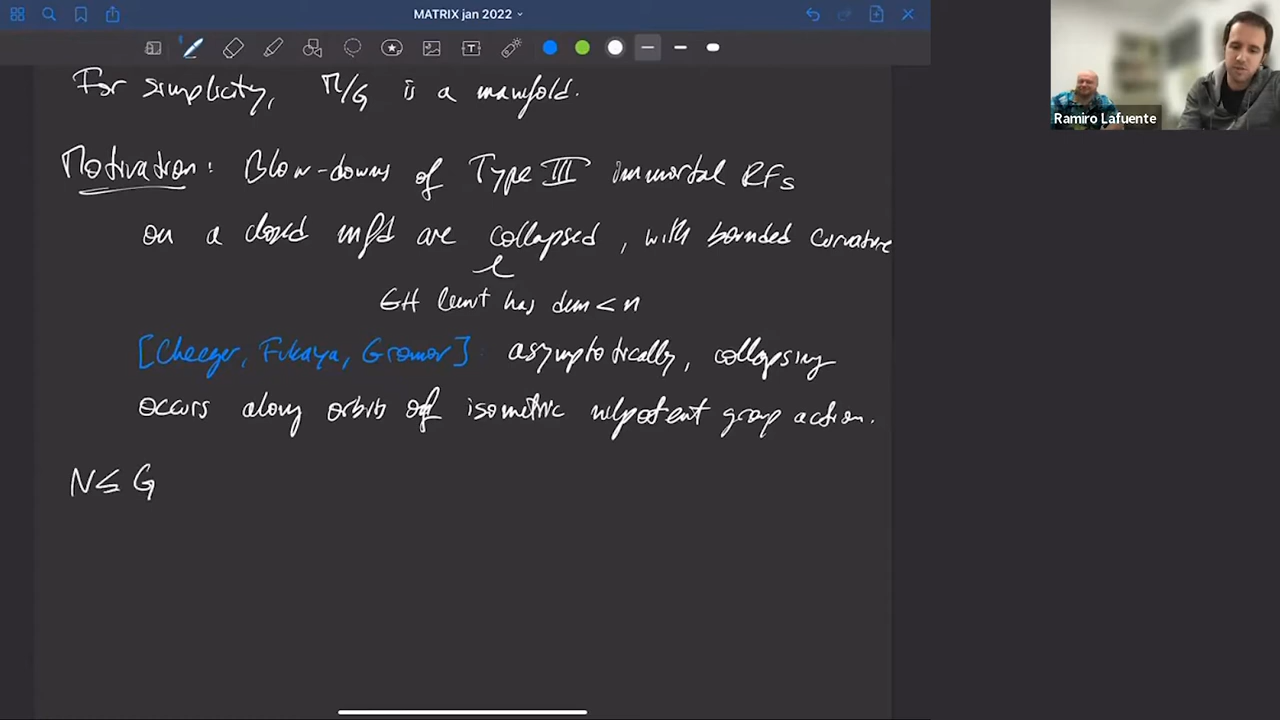 MATRIX jan 2022
For simplicity, M/G is a manifold.
Motivation: Blow-downs of Type III immortal RFs
on a closed mfd are collapsed, with bounded curvature
GH limit has dim < n
[Cheeger, Fukaya, Gromov] asymptotically, collapsing
occurs along orbits of isometric nilpotent group action.
N ≤ G
Ramiro Lafuente